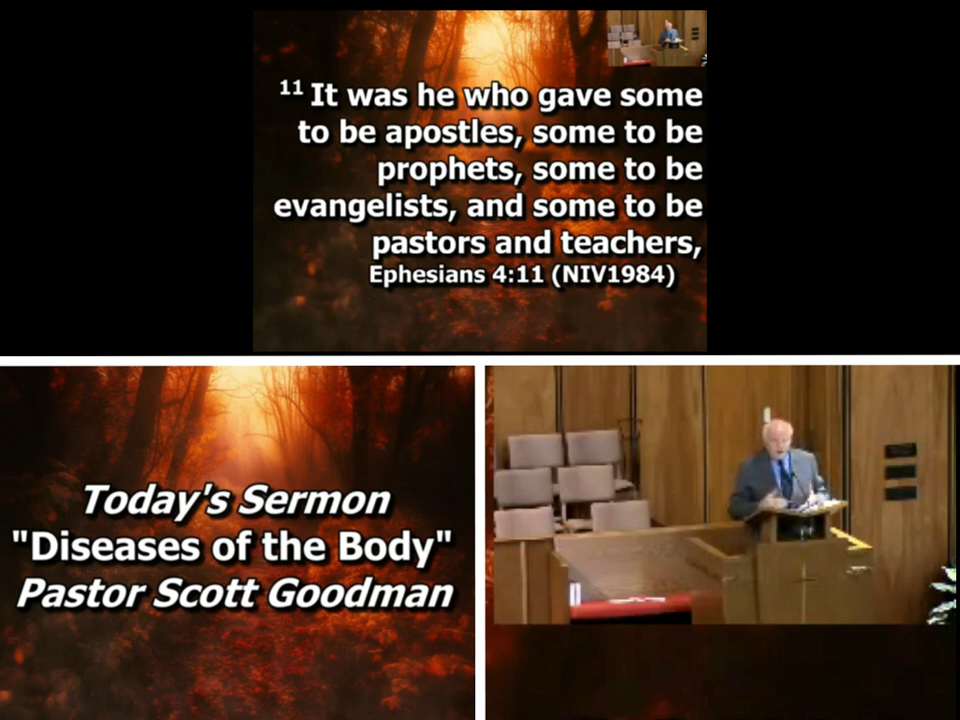 11 It was he who gave some
to be apostles, some to be
prophets, some to be
evangelists, and some to be
pastors and teachers,
Ephesians 4:11 (NIV1984)
Today's Sermon
"Diseases of the Body"
Pastor Scott Goodman